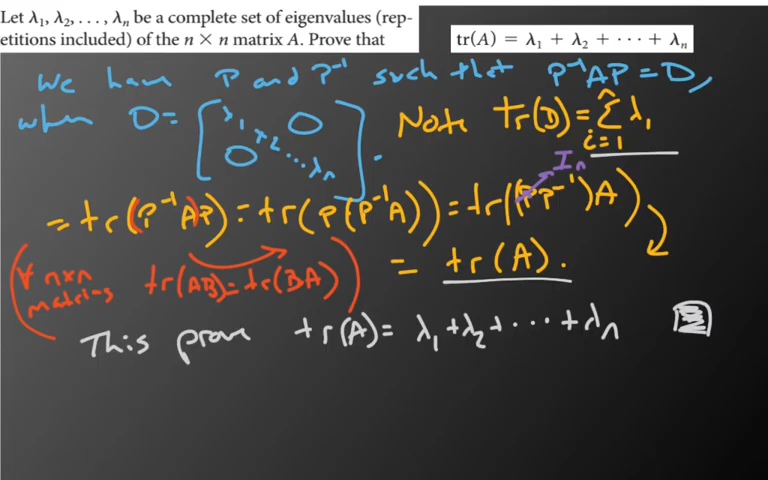 Let λ₁, λ₂, . . . , λₙ be a complete set of eigenvalues (rep-
etitions included) of the n × n matrix A. Prove that
tr(A) = λ₁ + λ₂ + ··· + λₙ
We have P and P⁻¹ such that P⁻¹AP = D,
when D = [λ₁ λ₂ ... λₙ 0 0]. Note tr(D) = Σⁿᵢ₌₁ λᵢ
Iₙ
= tr(P⁻¹AP) = tr(P(P⁻¹A)) = tr((PP⁻¹)A)
(∀ n×n matrices tr(AB) = tr(BA))
= tr(A).
This prove tr(A) = λ₁ + λ₂ + ··· + λₙ